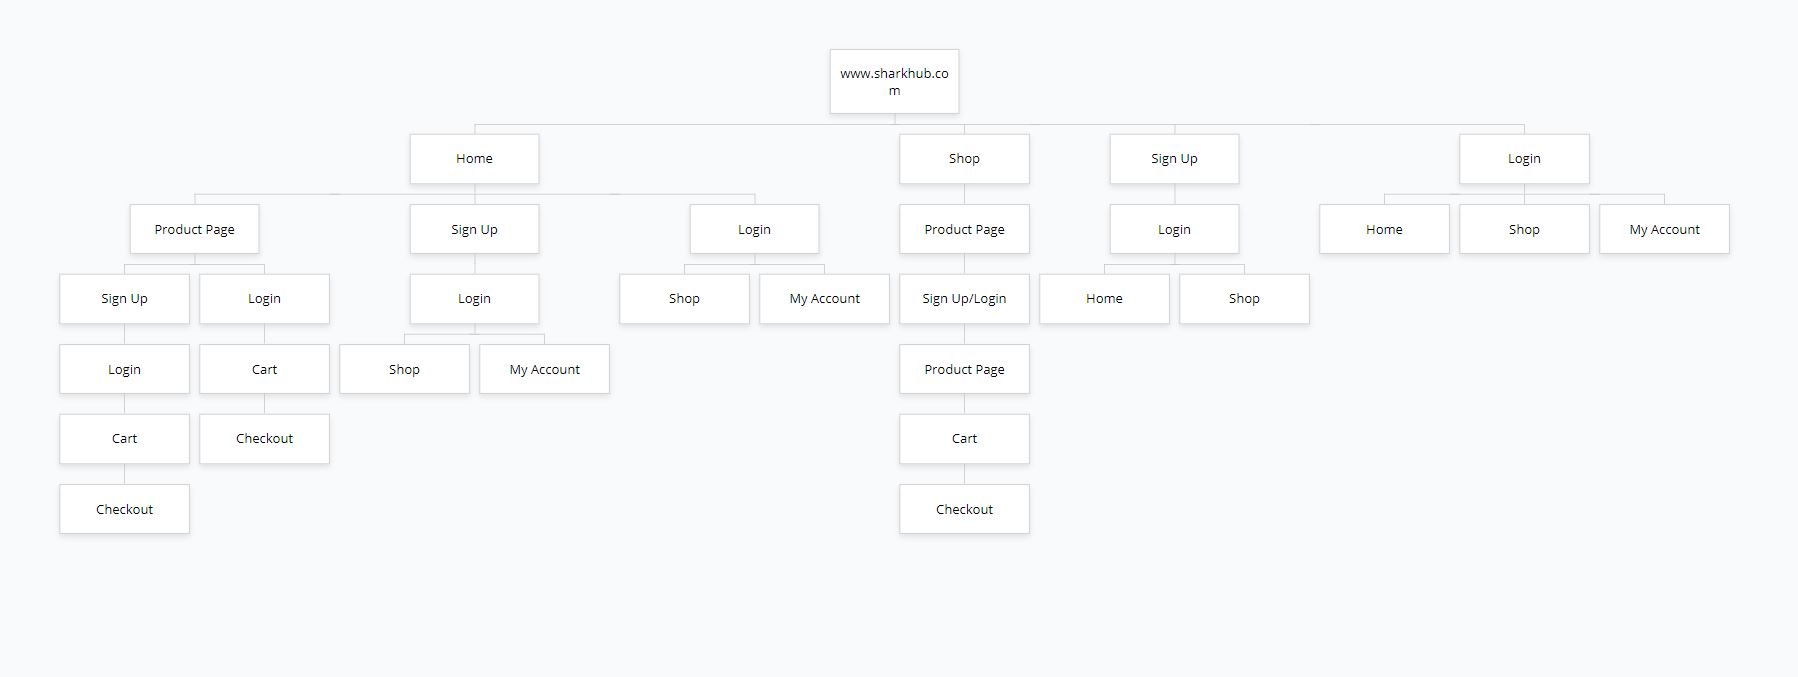 www.sharkhub.co
m
Home
Shop
Sign Up
Login
Product Page
Sign Up
Login
Product Page
Login
Home
Shop
My Account
Sign Up
Login
Login
Shop
My Account
Sign Up/Login
Home
Shop
Login
Cart
Shop
My Account
Product Page
Cart
Checkout
Cart
Checkout
Checkout